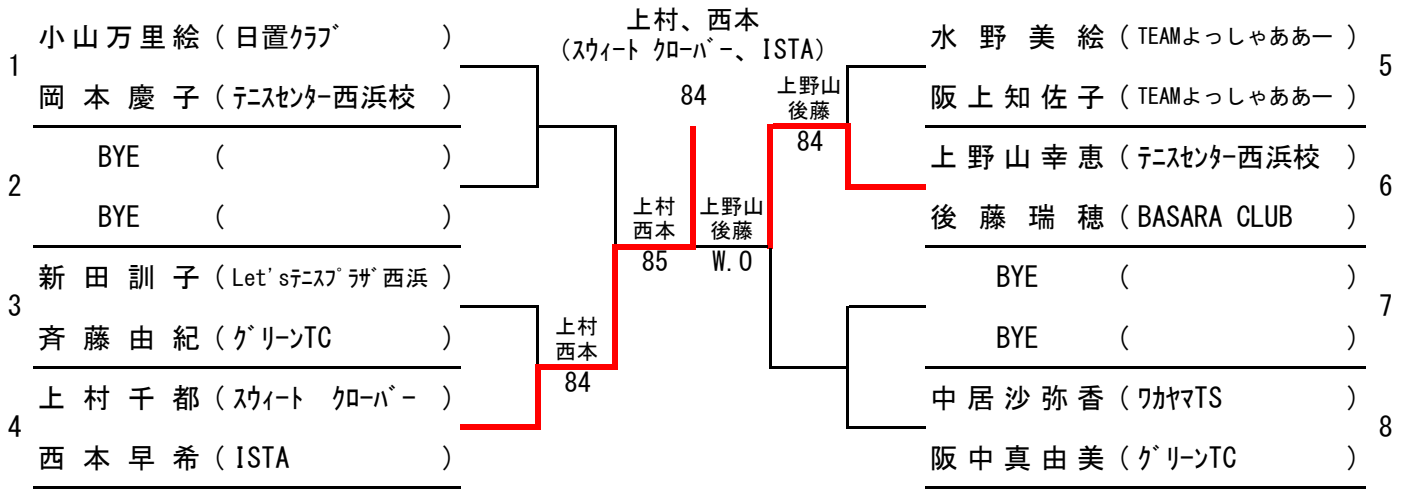 上村、西本
(スウィート クローバー、ISTA)
84
1
小山万里絵 ( 日置クラブ )
岡本慶子 ( テニスセンター西浜校 )
2
BYE ( )
BYE ( )
3
新田訓子 ( Let'sテニスプラザ西浜 )
斉藤由紀 ( グリーンTC )
4
上村千都 ( スウィート クローバー )
西本早希 ( ISTA )
上村
西本
84
上村
西本
85
上野山
後藤
W.O
上野山
後藤
84
水野美絵 ( TEAMよっしゃああー )
阪上知佐子 ( TEAMよっしゃああー )
5
上野山幸恵 ( テニスセンター西浜校 )
後藤瑞穂 ( BASARA CLUB )
6
BYE ( )
BYE ( )
7
中居沙弥香 ( ワカヤマTS )
阪中真由美 ( グリーンTC )
8